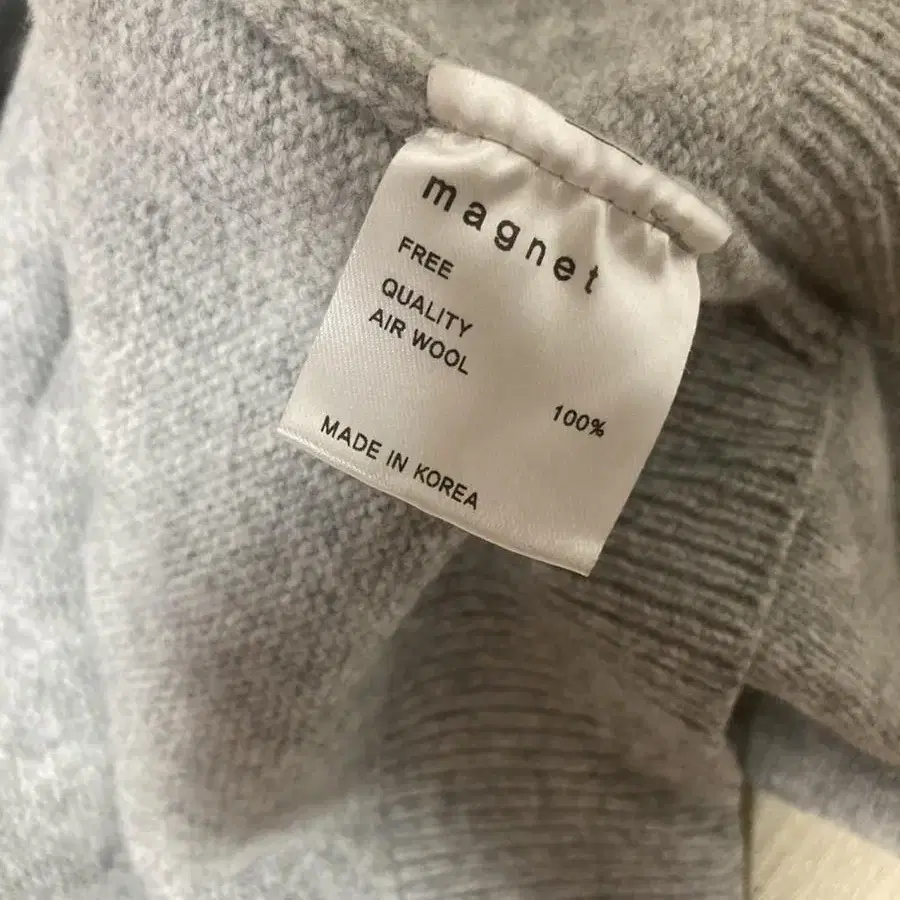 magnet
FREE
QUALITY
AIR WOOL
100%
MADE IN KOREA